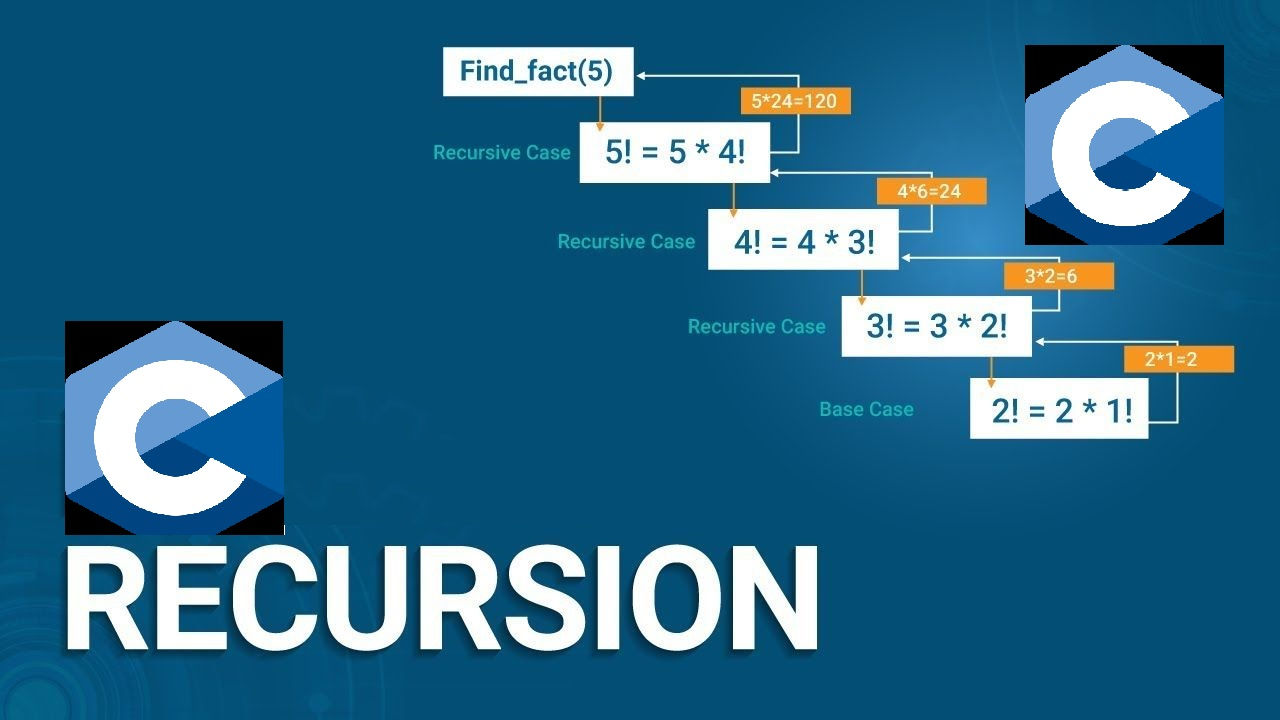 Find_fact(5)
5*24=120
Recursive Case
5! = 5 * 4!
4*6=24
Recursive Case
4! = 4 * 3!
3*2=6
Recursive Case
3! = 3 * 2!
2*1=2
Base Case
2! = 2 * 1!
C
C
RECURSION